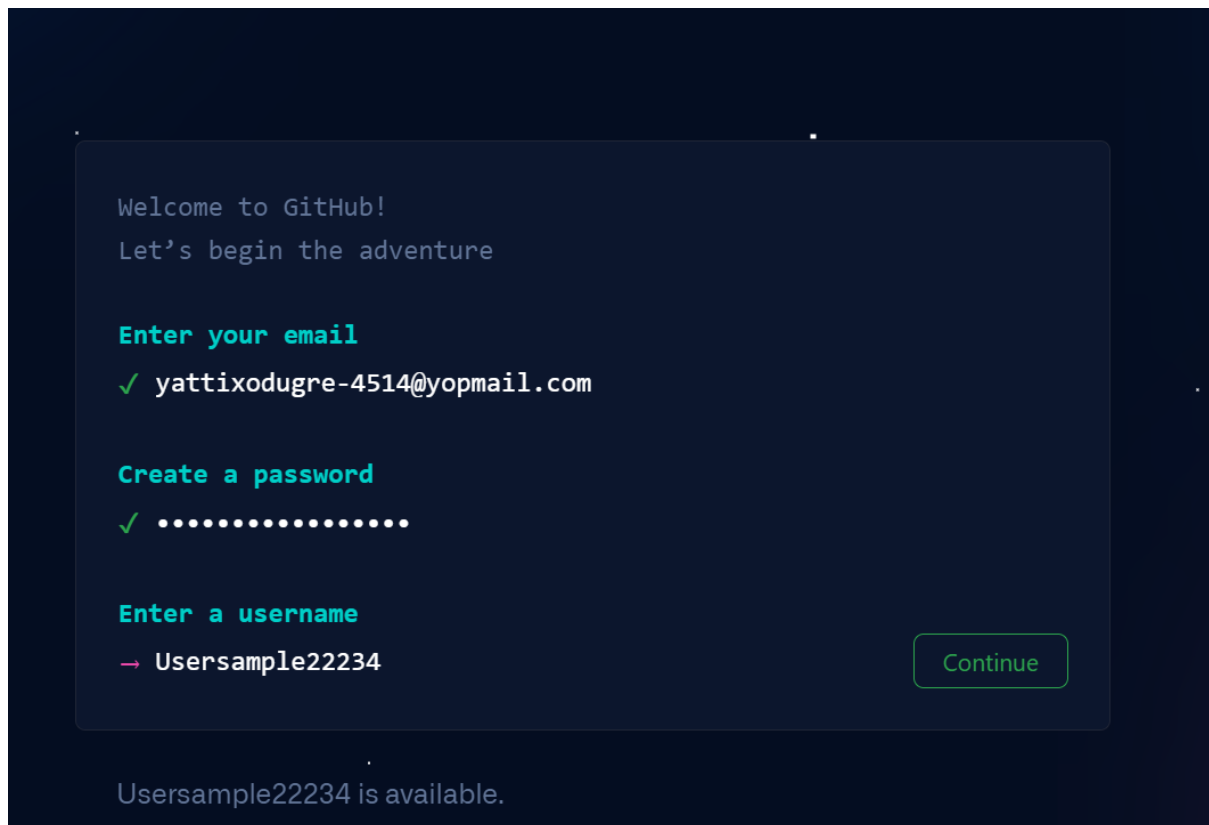 Welcome to GitHub!
Let’s begin the adventure
Enter your email
✓ yattixodugre-4514@yopmail.com
Create a password
✓ •••••••••••••••••
Enter a username
→ Usersample22234
Continue
Usersample22234 is available.